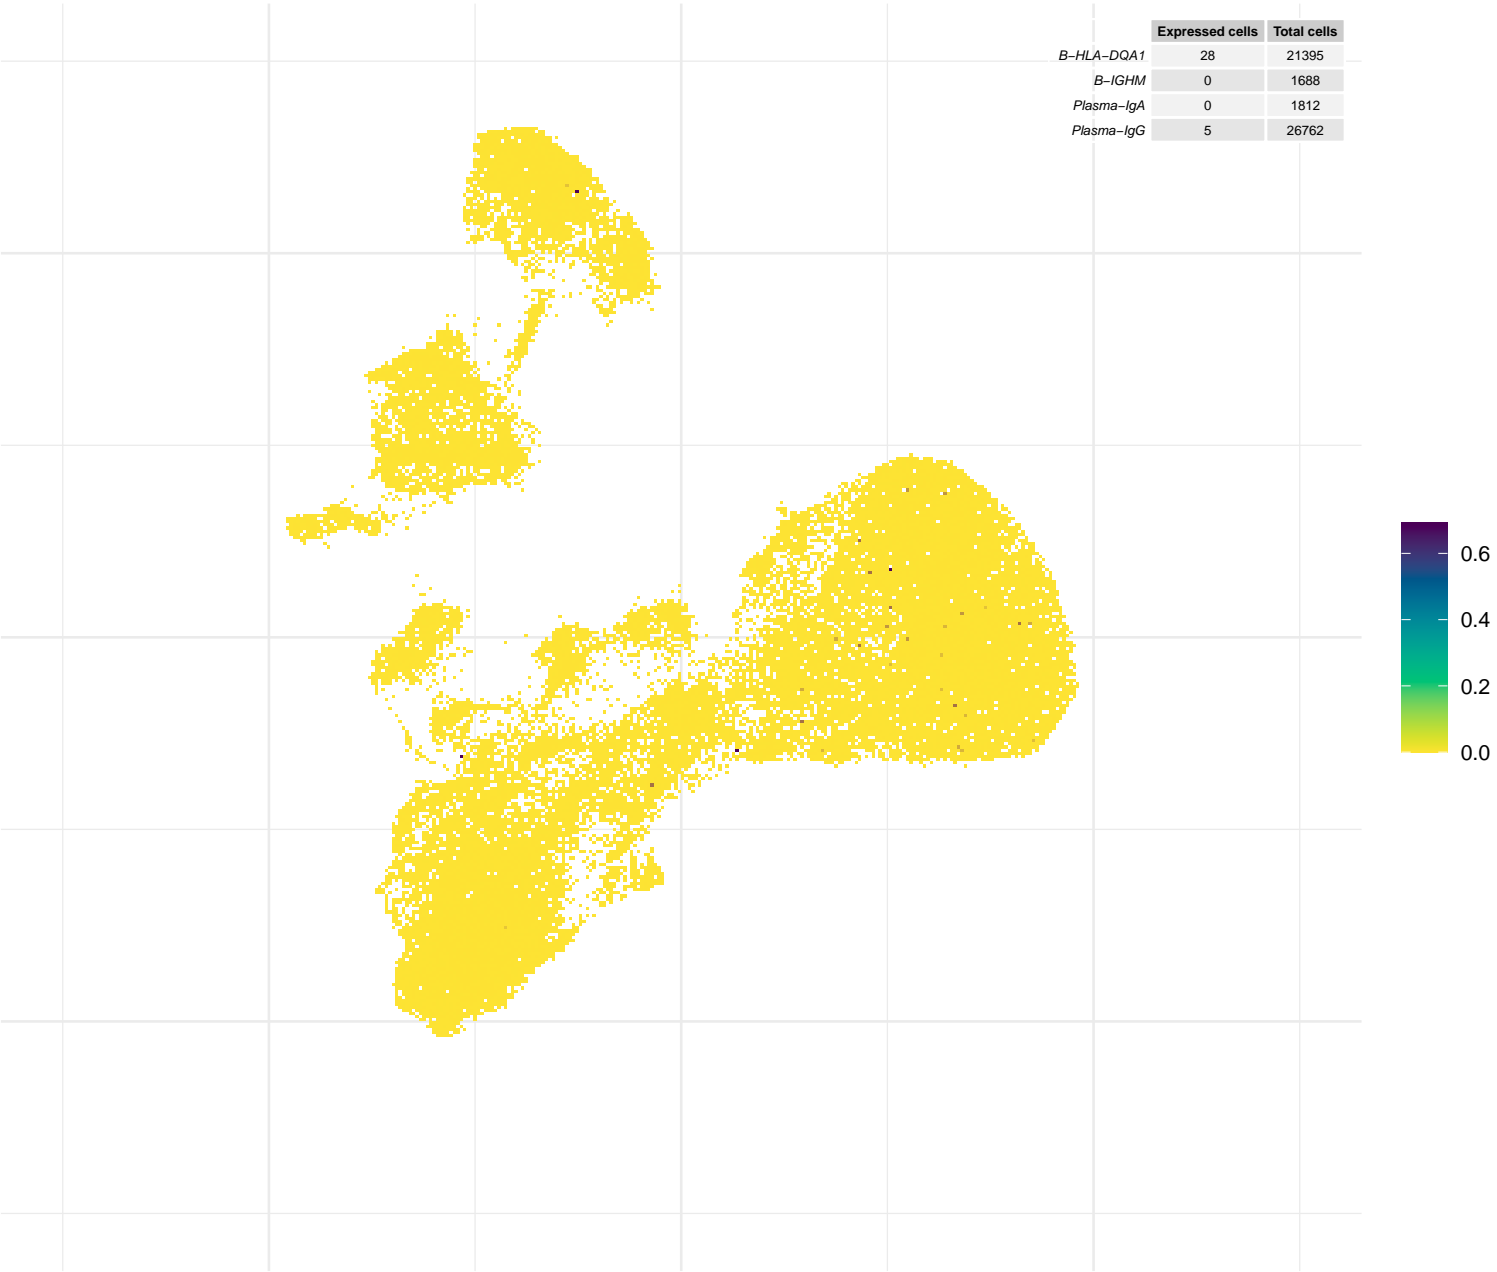 Expressed cells Total cells
B−HLA−DQA1 28 21395
B−IGHM 0 1688
Plasma−IgA 0 1812
Plasma−IgG 5 26762
0.6
0.4
0.2
0.0